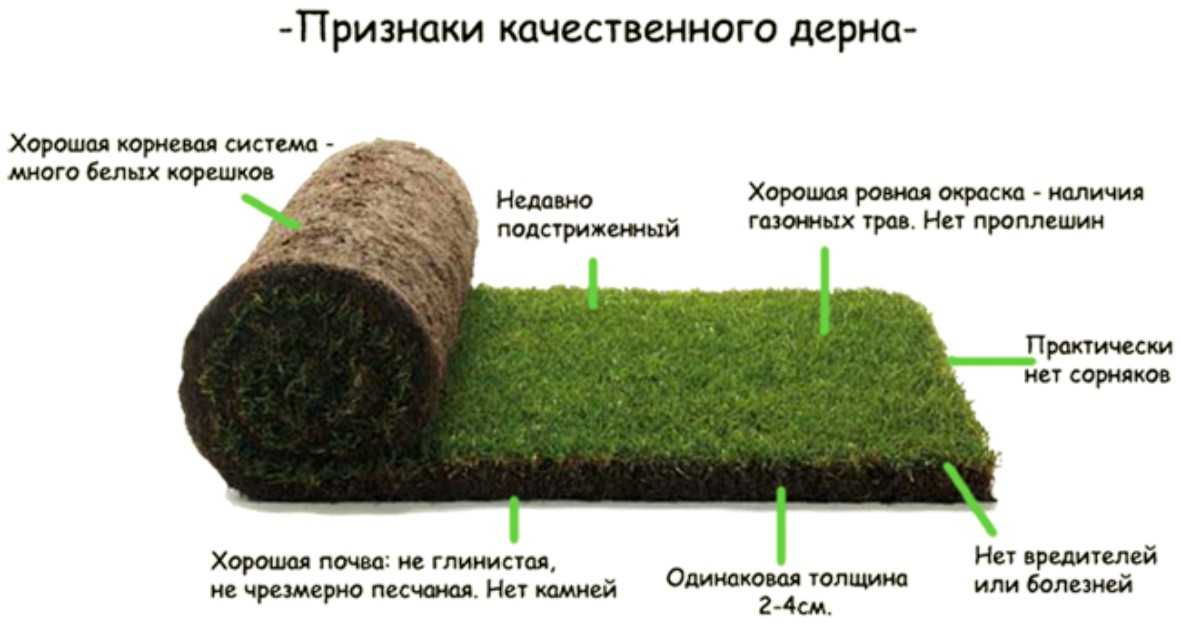 -Признаки качественного дерна-
Хорошая корневая система -
много белых корешков
Недавно
подстриженный
Хорошая ровная окраска - наличия
газонных трав. Нет проплешин
Практически
нет сорняков
Хорошая почва: не глинистая,
не чрезмерно песчаная. Нет камней
Одинаковая толщина
2-4см.
Нет вредителей
или болезней